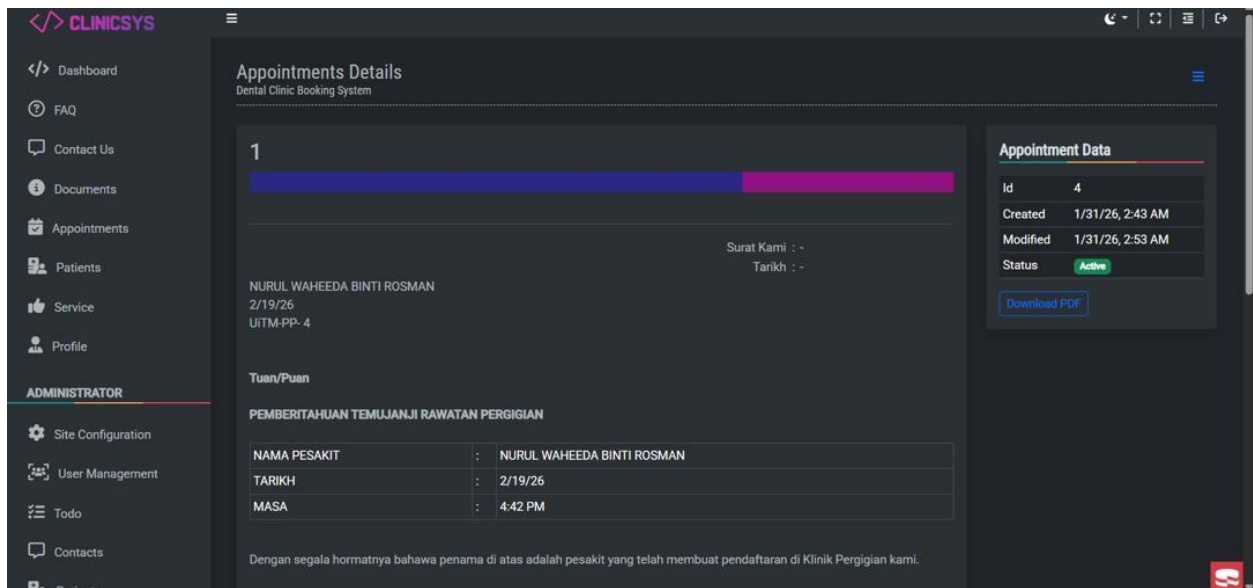 </> CLINICSYS
Dashboard
FAQ
Contact Us
Documents
Appointments
Patients
Service
Profile
ADMINISTRATOR
Site Configuration
User Management
Todo
Contacts
Appointments Details
Dental Clinic Booking System
1
Surat Kami : -
Tarikh : -
NURUL WAHEEDA BINTI ROSMAN
2/19/26
UiTM-PP- 4
Tuan/Puan
PEMBERITAHUAN TEMUJANJI RAWATAN PERGIGIAN
NAMA PESAKIT : NURUL WAHEEDA BINTI ROSMAN
TARIKH : 2/19/26
MASA : 4:42 PM
Dengan segala hormatnya bahawa penama di atas adalah pesakit yang telah membuat pendaftaran di Klinik Pergigian kami.
Appointment Data
Id 4
Created 1/31/26, 2:43 AM
Modified 1/31/26, 2:53 AM
Status Active
Download PDF